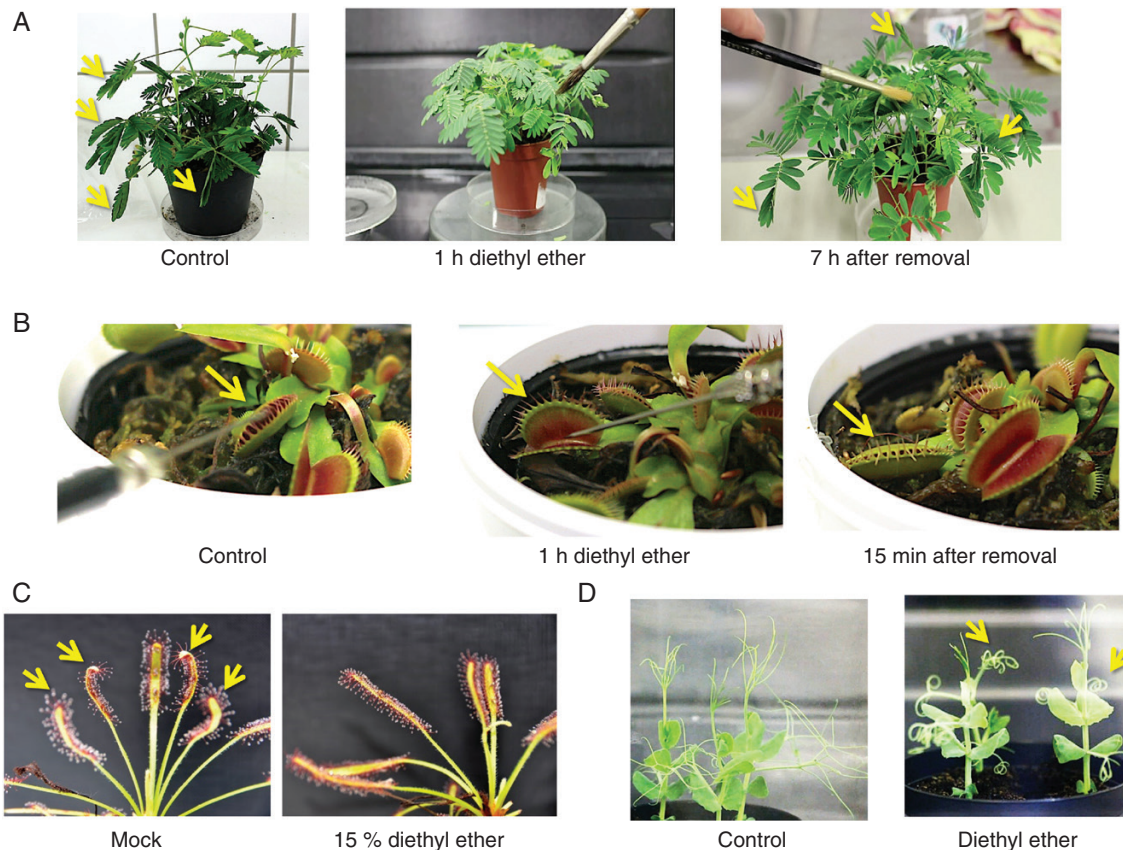 A
Control
1 h diethyl ether
7 h after removal
B
Control
1 h diethyl ether
15 min after removal
C
Mock
15 % diethyl ether
D
Control
Diethyl ether